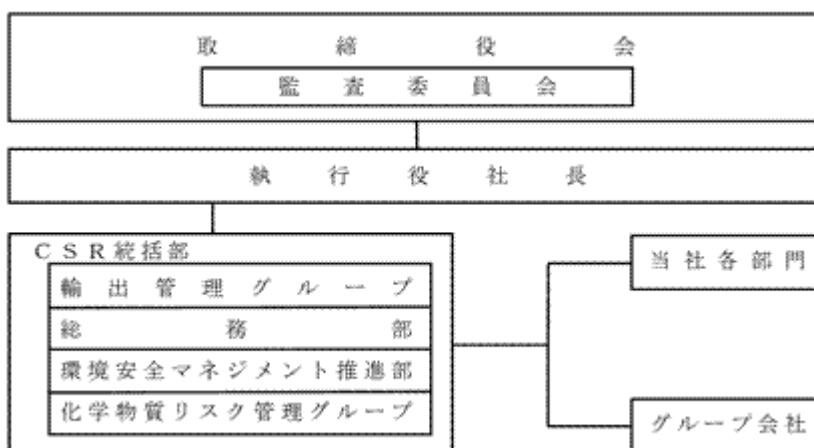 取締役会
監査委員会
執行役社長
CSR統括部
輸出管理グループ
総務部
環境安全マネジメント推進部
化学物質リスク管理グループ
当社各部門
グループ会社